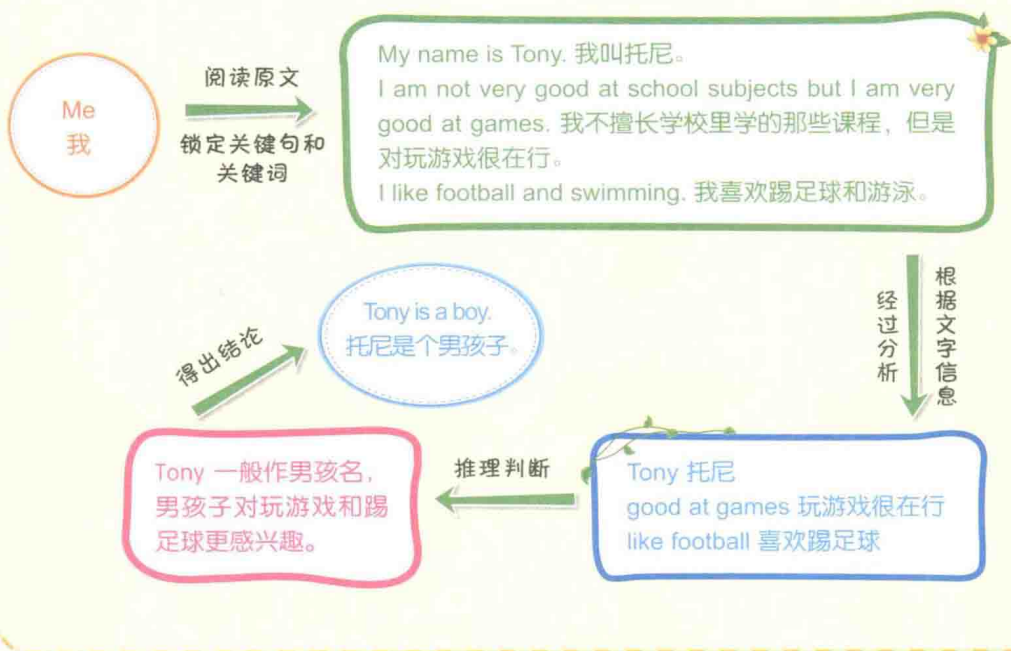 Me
我
阅读原文
锁定关键句和
关键词
My name is Tony. 我叫托尼。
I am not very good at school subjects but I am very
good at games. 我不擅长学校里学的那些课程，但是
对玩游戏很在行。
I like football and swimming. 我喜欢踢足球和游泳。
根据文字信息
经过分析
Tony 托尼
good at games 玩游戏很在行
like football 喜欢踢足球
推理判断
Tony 一般作男孩名，
男孩子对玩游戏和踢
足球更感兴趣。
得出结论
Tony is a boy.
托尼是个男孩子。